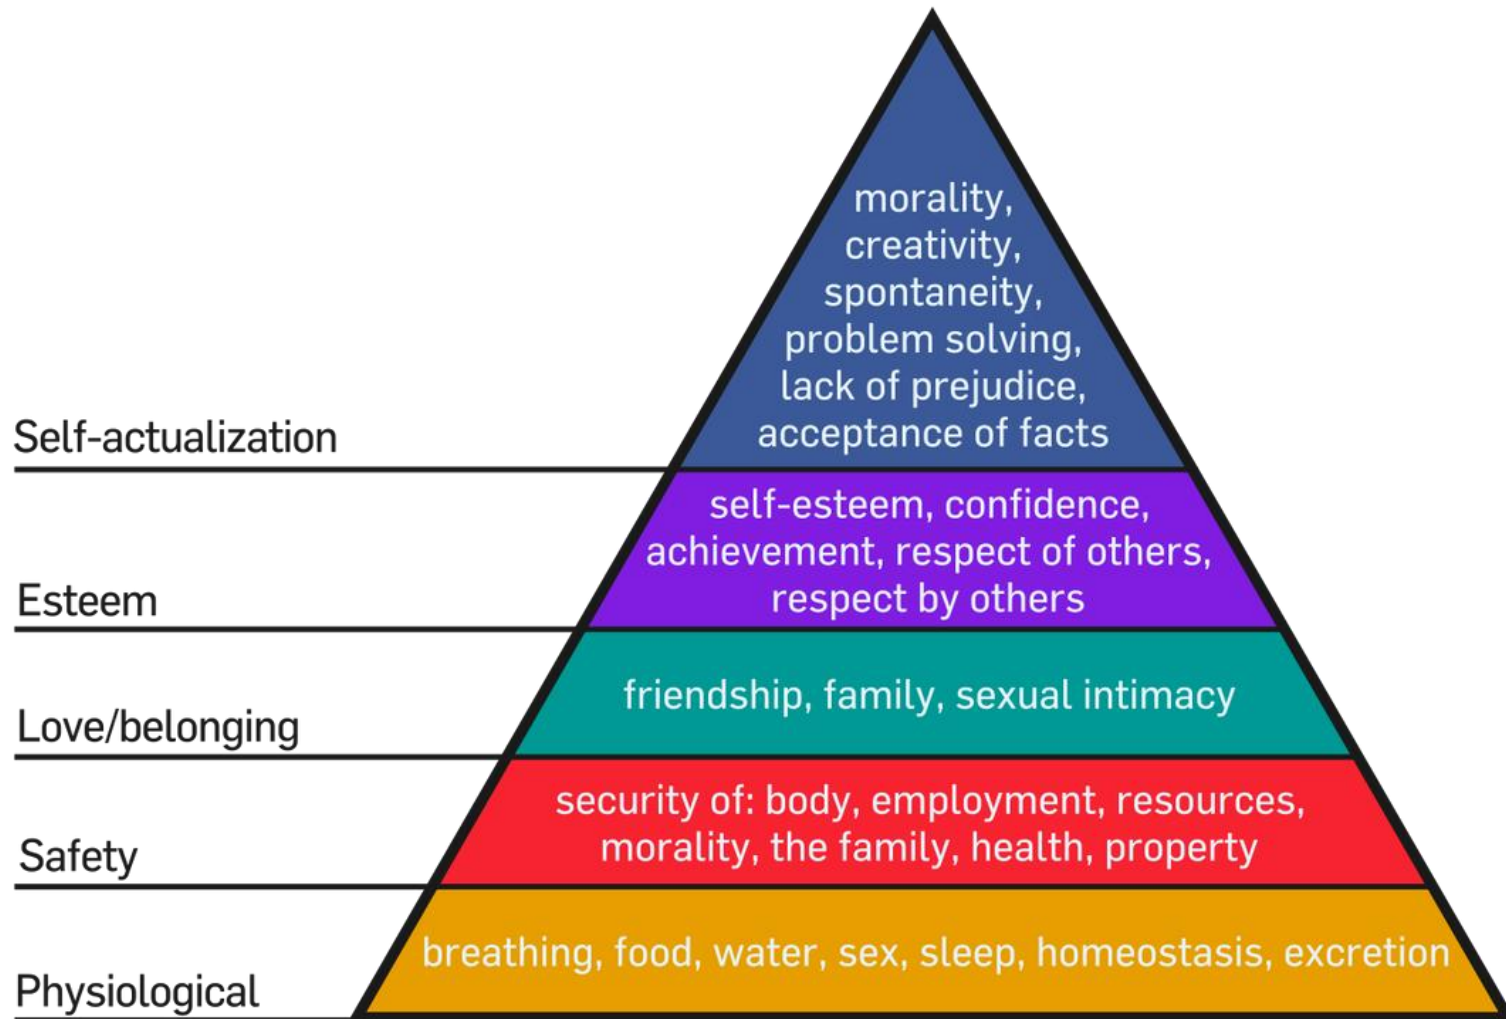 morality,
creativity,
spontaneity,
problem solving,
lack of prejudice,
acceptance of facts
Self-actualization
self-esteem, confidence,
achievement, respect of others,
respect by others
Esteem
friendship, family, sexual intimacy
Love/belonging
security of: body, employment, resources,
morality, the family, health, property
Safety
breathing, food, water, sex, sleep, homeostasis, excretion
Physiological